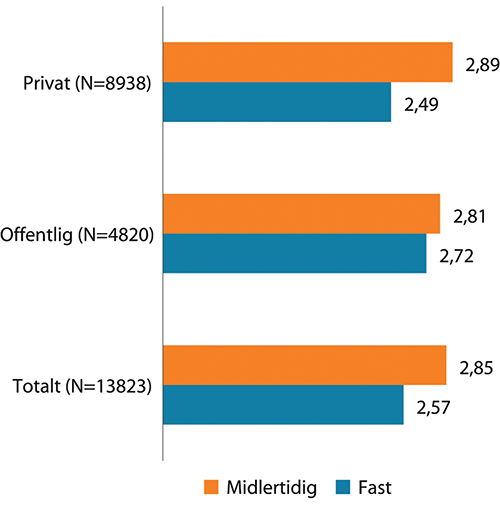 Privat (N=8938)
2,89
2,49
Offentlig (N=4820)
2,81
2,72
Totalt (N=13823)
2,85
2,57
Midlertidig Fast